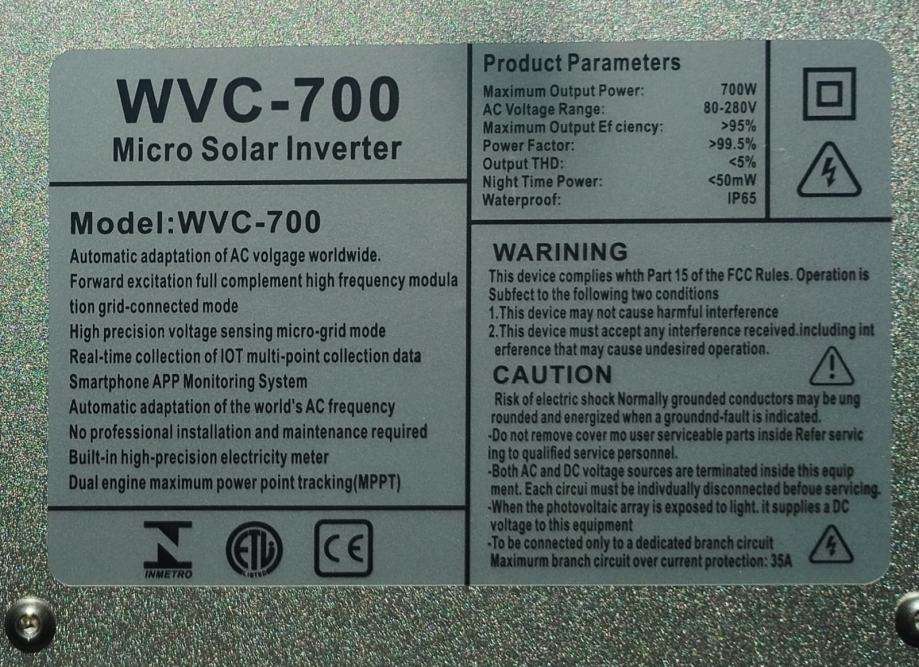 WVC-700
Micro Solar Inverter
Model:WVC-700
Automatic adaptation of AC volgage worldwide.
Forward excitation full complement high frequency modula
tion grid-connected mode
High precision voltage sensing micro-grid mode
Real-time collection of IOT multi-point collection data
Smartphone APP Monitoring System
Automatic adaptation of the world's AC frequency
No professional installation and maintenance required
Built-in high-precision electricity meter
Dual engine maximum power point tracking(MPPT)
INMETRO
ETL
LISTED
CE
Product Parameters
Maximum Output Power: 700W
AC Voltage Range: 80-280V
Maximum Output Ef ciency: >95%
Power Factor: >99.5%
Output THD: <5%
Night Time Power: <50mW
Waterproof: IP65
WARINING
This device complies whth Part 15 of the FCC Rules. Operation is
Subfect to the following two conditions
1.This device may not cause harmful interference
2.This device must accept any interference received.including int
erference that may cause undesired operation.
CAUTION
Risk of electric shock Normally grounded conductors may be ung
rounded and energized when a groundnd-fault is indicated.
-Do not remove cover mo user serviceable parts inside Refer servic
ing to qualified service personnel.
-Both AC and DC voltage sources are terminated inside this equip
ment. Each circui must be indivdually disconnected befoue servicing.
-When the photovoltaic array is exposed to light. it supplies a DC
voltage to this equipment
-To be connected only to a dedicated branch circuit
Maximurm branch circuit over current protection: 35A